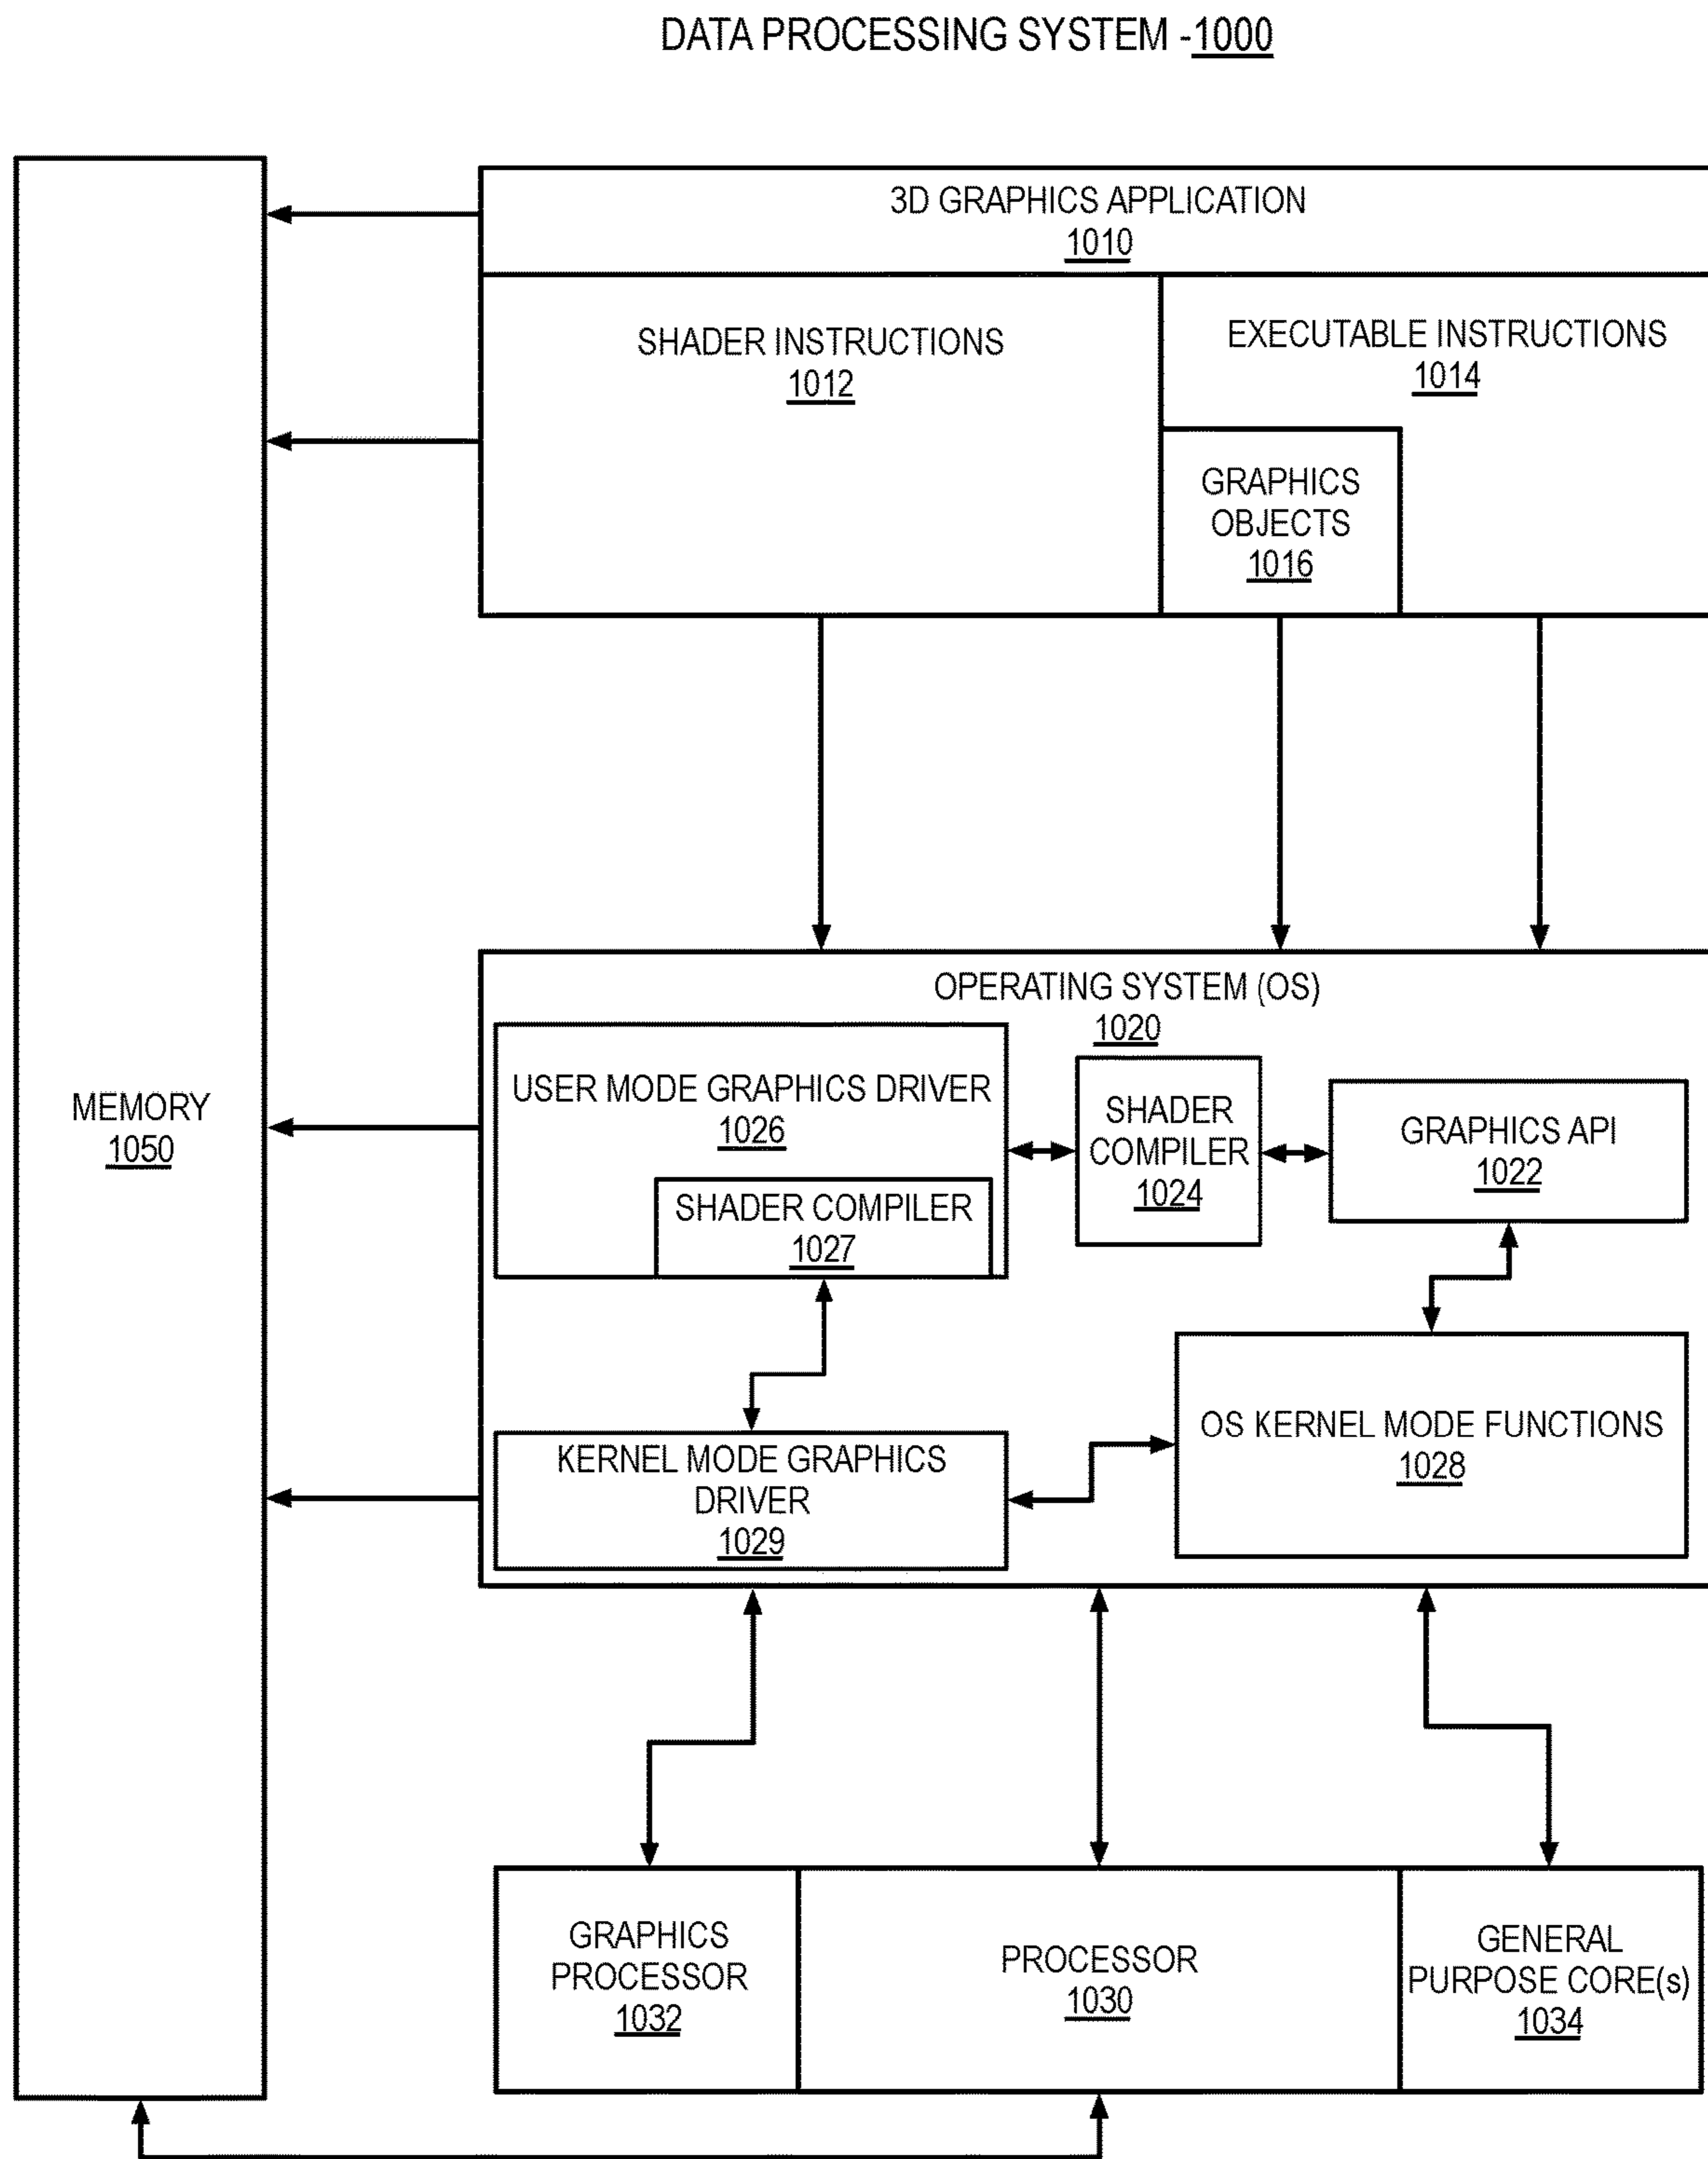 DATA PROCESSING SYSTEM -1000
3D GRAPHICS APPLICATION
1010
SHADER INSTRUCTIONS
1012
EXECUTABLE INSTRUCTIONS
1014
GRAPHICS
OBJECTS
1016
OPERATING SYSTEM (OS)
1020
USER MODE GRAPHICS DRIVER
1026
SHADER COMPILER
1027
SHADER
COMPILER
1024
GRAPHICS API
1022
MEMORY
1050
KERNEL MODE GRAPHICS
DRIVER
1029
OS KERNEL MODE FUNCTIONS
1028
GRAPHICS
PROCESSOR
1032
PROCESSOR
1030
GENERAL
PURPOSE CORE(s)
1034